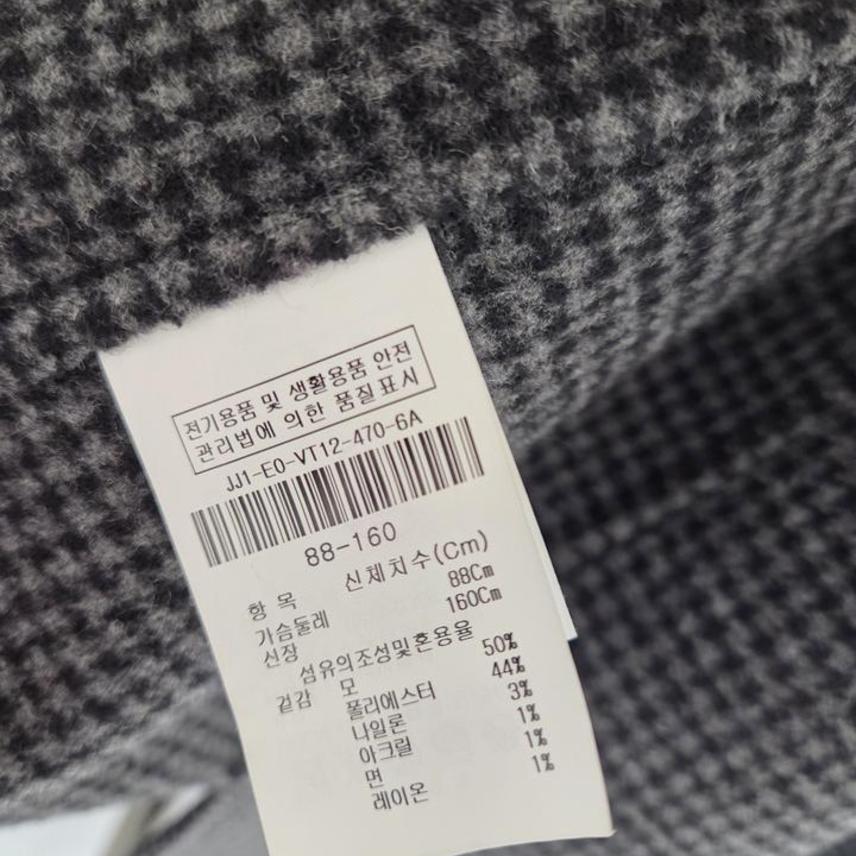 전기용품 및 생활용품 안전
관리법에 의한 품질표시
JJ1-E0-VT12-470-6A
88-160
항 목 신체치수(Cm)
가슴둘레 88Cm
신장 160Cm
섬유의조성및혼용율
겉감 모 50%
폴리에스터 44%
나일론 3%
아크릴 1%
면 1%
레이온 1%